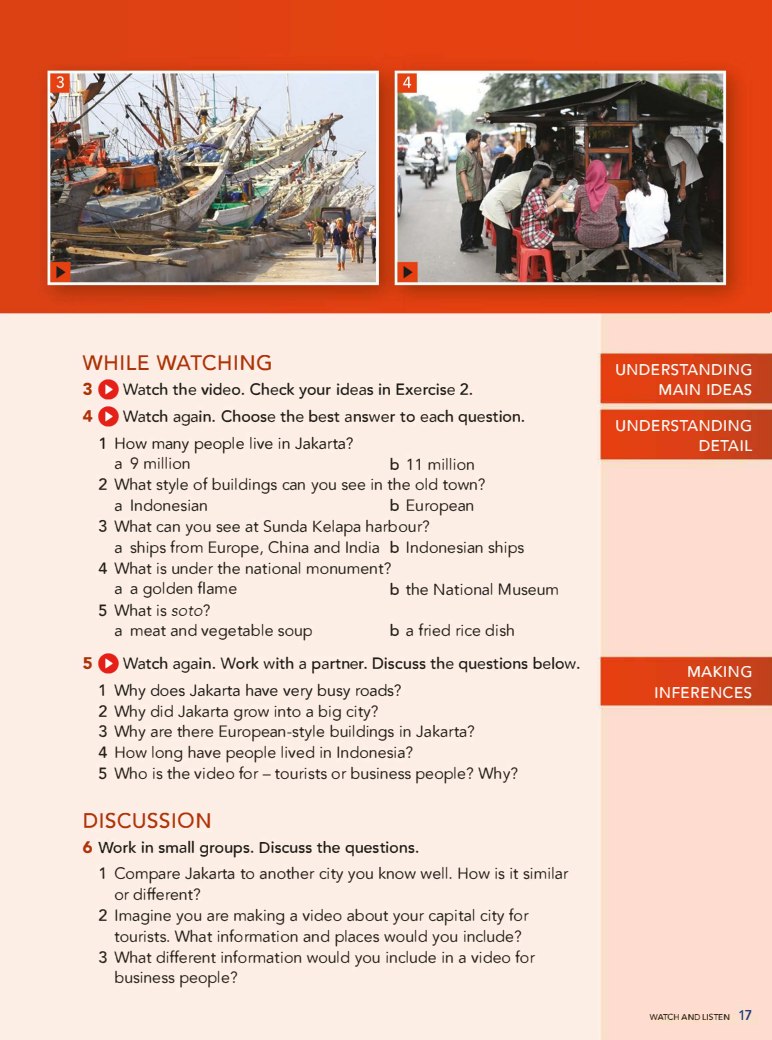 3
4
WHILE WATCHING
3 Watch the video. Check your ideas in Exercise 2.
UNDERSTANDING
MAIN IDEAS
4 Watch again. Choose the best answer to each question.
UNDERSTANDING
DETAIL
1 How many people live in Jakarta?
a 9 million b 11 million
2 What style of buildings can you see in the old town?
a Indonesian b European
3 What can you see at Sunda Kelapa harbour?
a ships from Europe, China and India b Indonesian ships
4 What is under the national monument?
a a golden flame b the National Museum
5 What is soto?
a meat and vegetable soup b a fried rice dish
5 Watch again. Work with a partner. Discuss the questions below.
MAKING
INFERENCES
1 Why does Jakarta have very busy roads?
2 Why did Jakarta grow into a big city?
3 Why are there European-style buildings in Jakarta?
4 How long have people lived in Indonesia?
5 Who is the video for – tourists or business people? Why?
DISCUSSION
6 Work in small groups. Discuss the questions.
1 Compare Jakarta to another city you know well. How is it similar
or different?
2 Imagine you are making a video about your capital city for
tourists. What information and places would you include?
3 What different information would you include in a video for
business people?
WATCH AND LISTEN 17